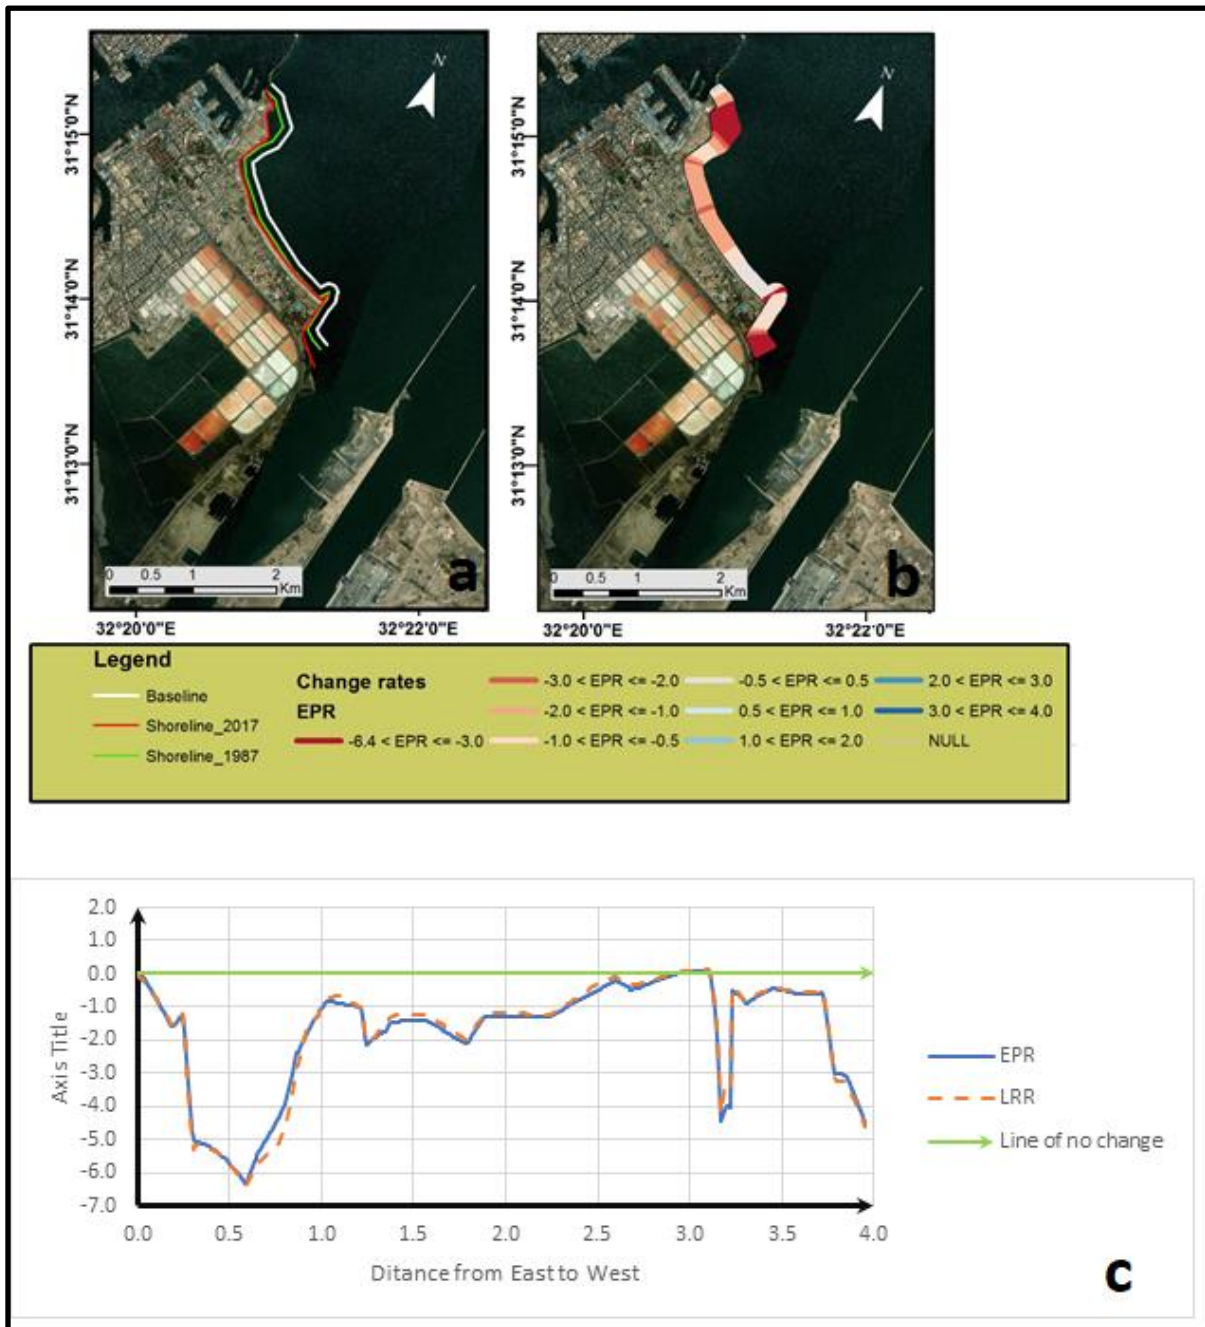 N
N
31°15'0"N
31°14'0"N
31°13'0"N
31°15'0"N
31°14'0"N
31°13'0"N
a
b
0 0.5 1 2
Km
0 0.5 1 2
Km
32°20'0"E 32°22'0"E
32°20'0"E 32°22'0"E
Legend
Baseline
Shoreline_2017
Shoreline_1987
Change rates
EPR
-6.4 < EPR <= -3.0
-3.0 < EPR <= -2.0
-2.0 < EPR <= -1.0
-1.0 < EPR <= -0.5
-0.5 < EPR <= 0.5
0.5 < EPR <= 1.0
1.0 < EPR <= 2.0
2.0 < EPR <= 3.0
3.0 < EPR <= 4.0
NULL
2.0
1.0
0.0
-1.0
-2.0
-3.0
-4.0
-5.0
-6.0
-7.0
Axis Title
0.0 0.5 1.0 1.5 2.0 2.5 3.0 3.5 4.0
Ditance from East to West
EPR
LRR
Line of no change
c